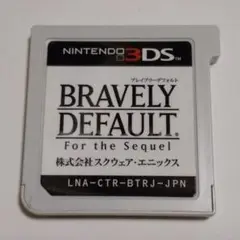 NINTENDO 3DS
ブレイブリーデフォルト
BRAVELY
DEFAULT®
For the Sequel
株式会社スクウェア・エニックス
LNA-CTR-BTRJ-JPN